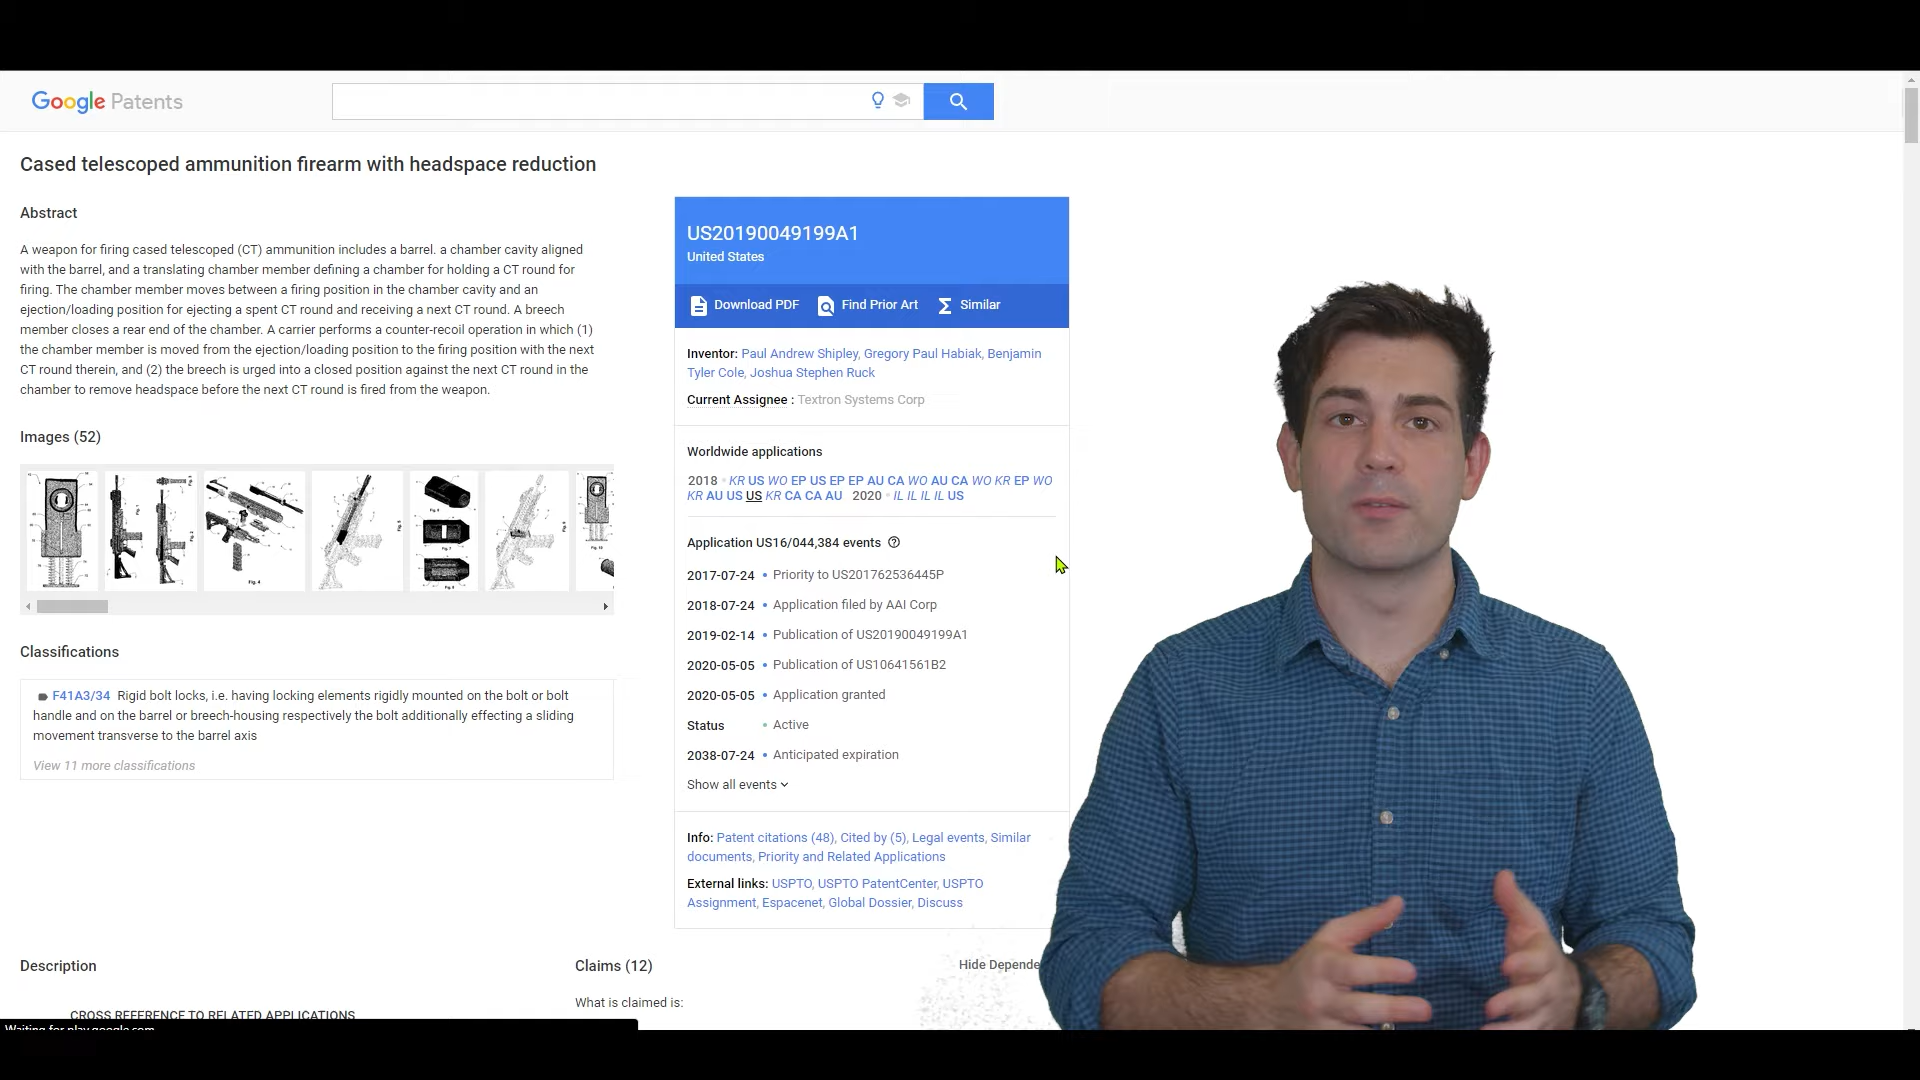 Google Patents
Cased telescoped ammunition firearm with headspace reduction
Abstract
A weapon for firing cased telescoped (CT) ammunition includes a barrel. a chamber cavity aligned
with the barrel, and a translating chamber member defining a chamber for holding a CT round for
firing. The chamber member moves between a firing position in the chamber cavity and an
ejection/loading position for ejecting a spent CT round and receiving a next CT round. A breech
member closes a rear end of the chamber. A carrier performs a counter-recoil operation in which (1)
the chamber member is moved from the ejection/loading position to the firing position with the next
CT round therein, and (2) the breech is urged into a closed position against the next CT round in the
chamber to remove headspace before the next CT round is fired from the weapon.
Images (52)
Fig. 4
Classifications
F41A3/34 Rigid bolt locks, i.e. having locking elements rigidly mounted on the bolt or bolt
handle and on the barrel or breech-housing respectively the bolt additionally effecting a sliding
movement transverse to the barrel axis
View 11 more classifications
US20190049199A1
United States
Download PDF Find Prior Art Similar
Inventor: Paul Andrew Shipley, Gregory Paul Habiak, Benjamin
Tyler Cole, Joshua Stephen Ruck
Current Assignee : Textron Systems Corp
Worldwide applications
2018 • KR US WO EP US EP EP AU CA WO AU CA WO KR EP WO
KR AU US US KR CA CA AU 2020 • IL IL IL IL US
Application US16/044,384 events
2017-07-24 • Priority to US201762536445P
2018-07-24 • Application filed by AAI Corp
2019-02-14 • Publication of US20190049199A1
2020-05-05 • Publication of US10641561B2
2020-05-05 • Application granted
Status • Active
2038-07-24 • Anticipated expiration
Show all events
Info: Patent citations (48), Cited by (5), Legal events, Similar
documents, Priority and Related Applications
External links: USPTO, USPTO PatentCenter, USPTO
Assignment, Espacenet, Global Dossier, Discuss
Description
CROSS REFERENCE TO RELATED APPLICATIONS
Claims (12)
Hide Depende
What is claimed is:
Waiting for play.google.com